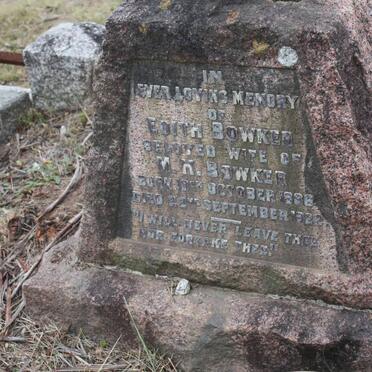 IN
EVER LOVING MEMORY
OF
EDITH BOWKER
BELOVED WIFE OF
BOWKER
BORN OCTOBER
DIED SEPTEMBER
"I WILL NEVER LEAVE THEE
NOR FORSAKE THEE."